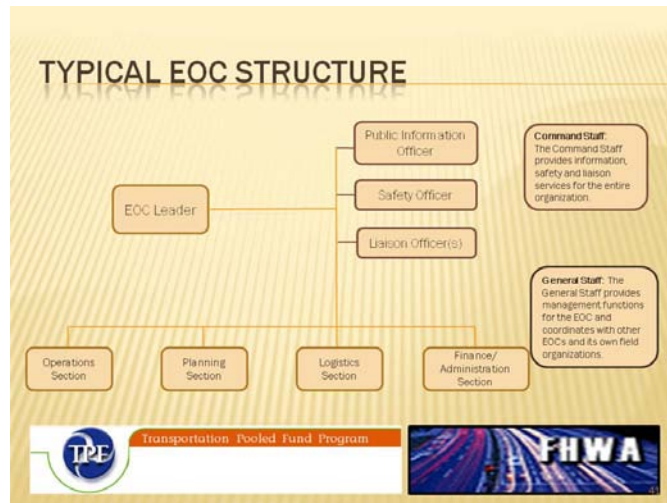 TYPICAL EOC STRUCTURE
Public Information
Officer
Command Staff:
The Command Staff
provides information,
safety and liaison
services for the entire
organization.
EOC Leader
Safety Officer
Liaison Officer(s)
General Staff: The
General Staff provides
management functions
for the EOC and
coordinates with other
EOCs and its own field
organizations.
Operations
Section
Planning
Section
Logistics
Section
Finance/
Administration
Section
TPF
Transportation Pooled Fund Program
FHWA